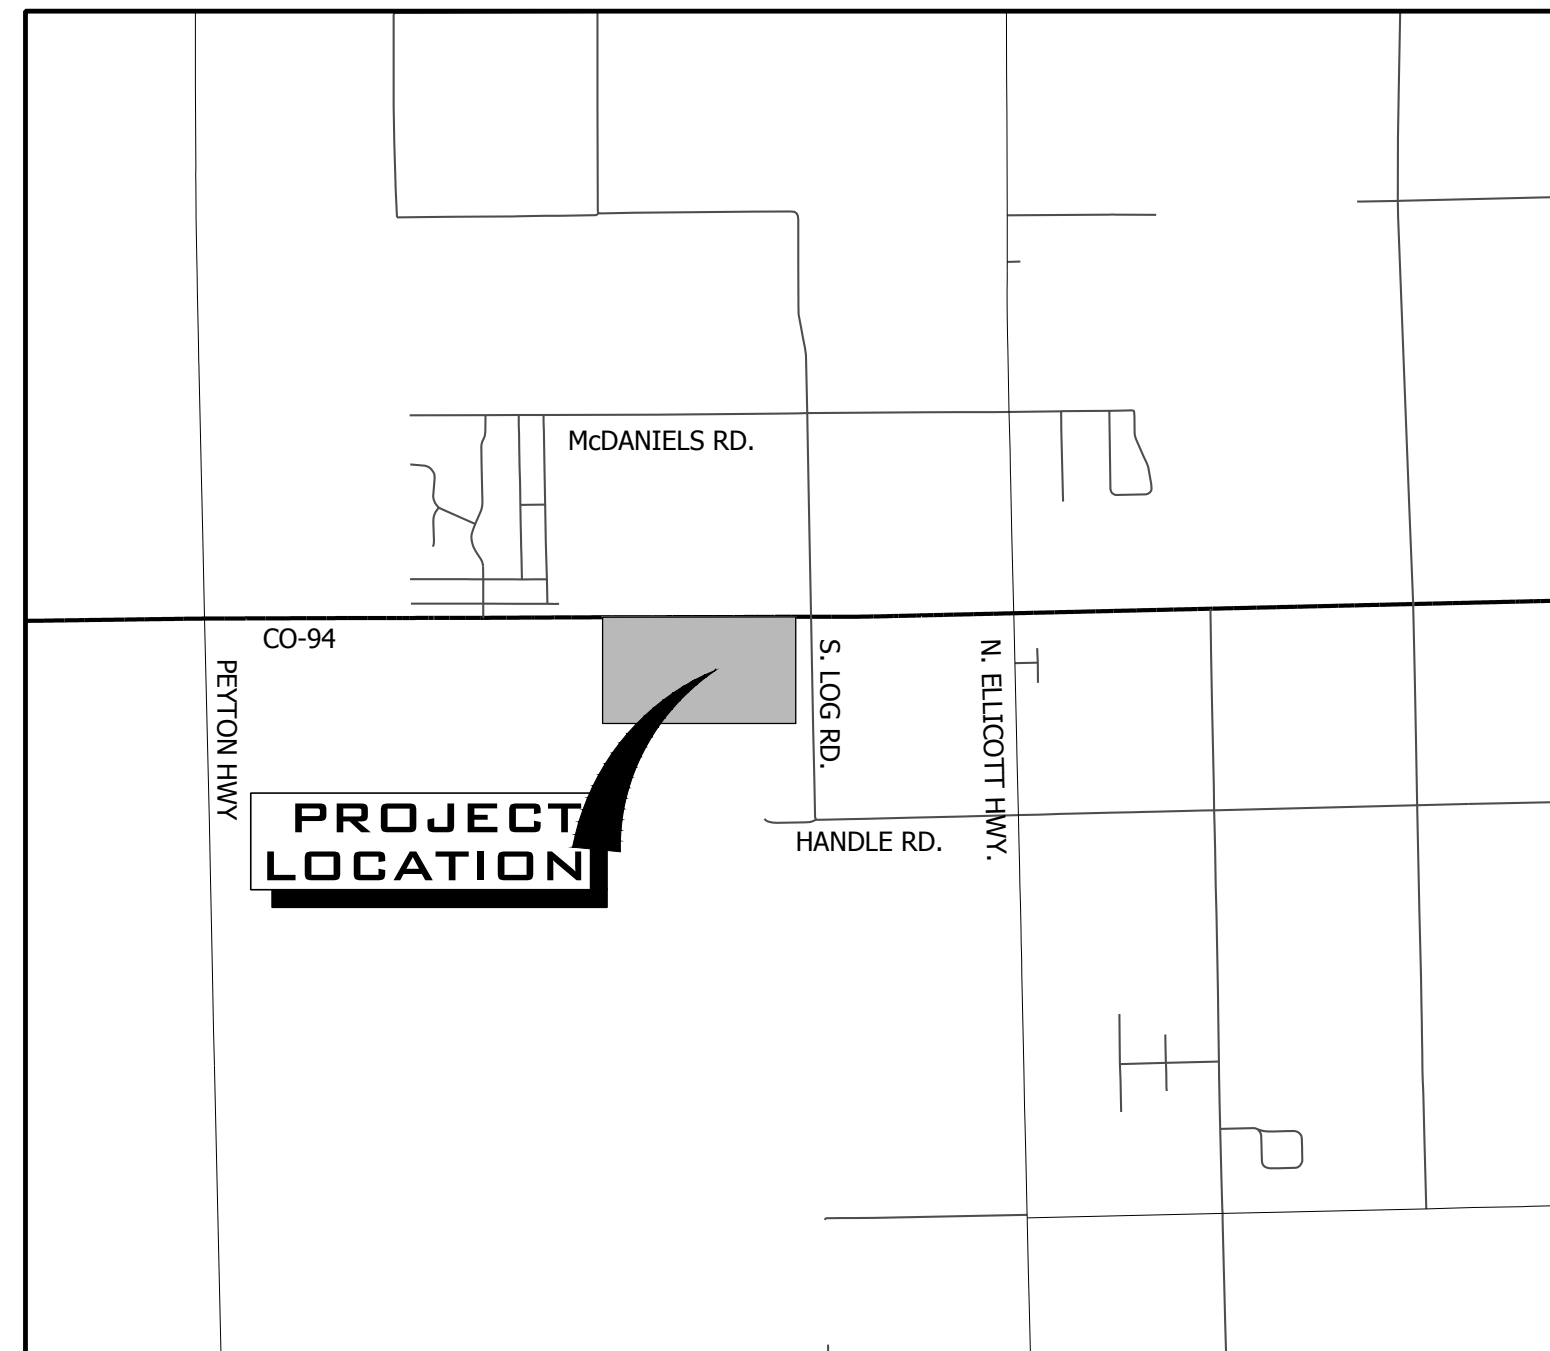 McDANIELS RD.
CO-94
PEYTON HWY
S. LOG RD.
N. ELLICOTT HWY.
PROJECT
LOCATION
HANDLE RD.